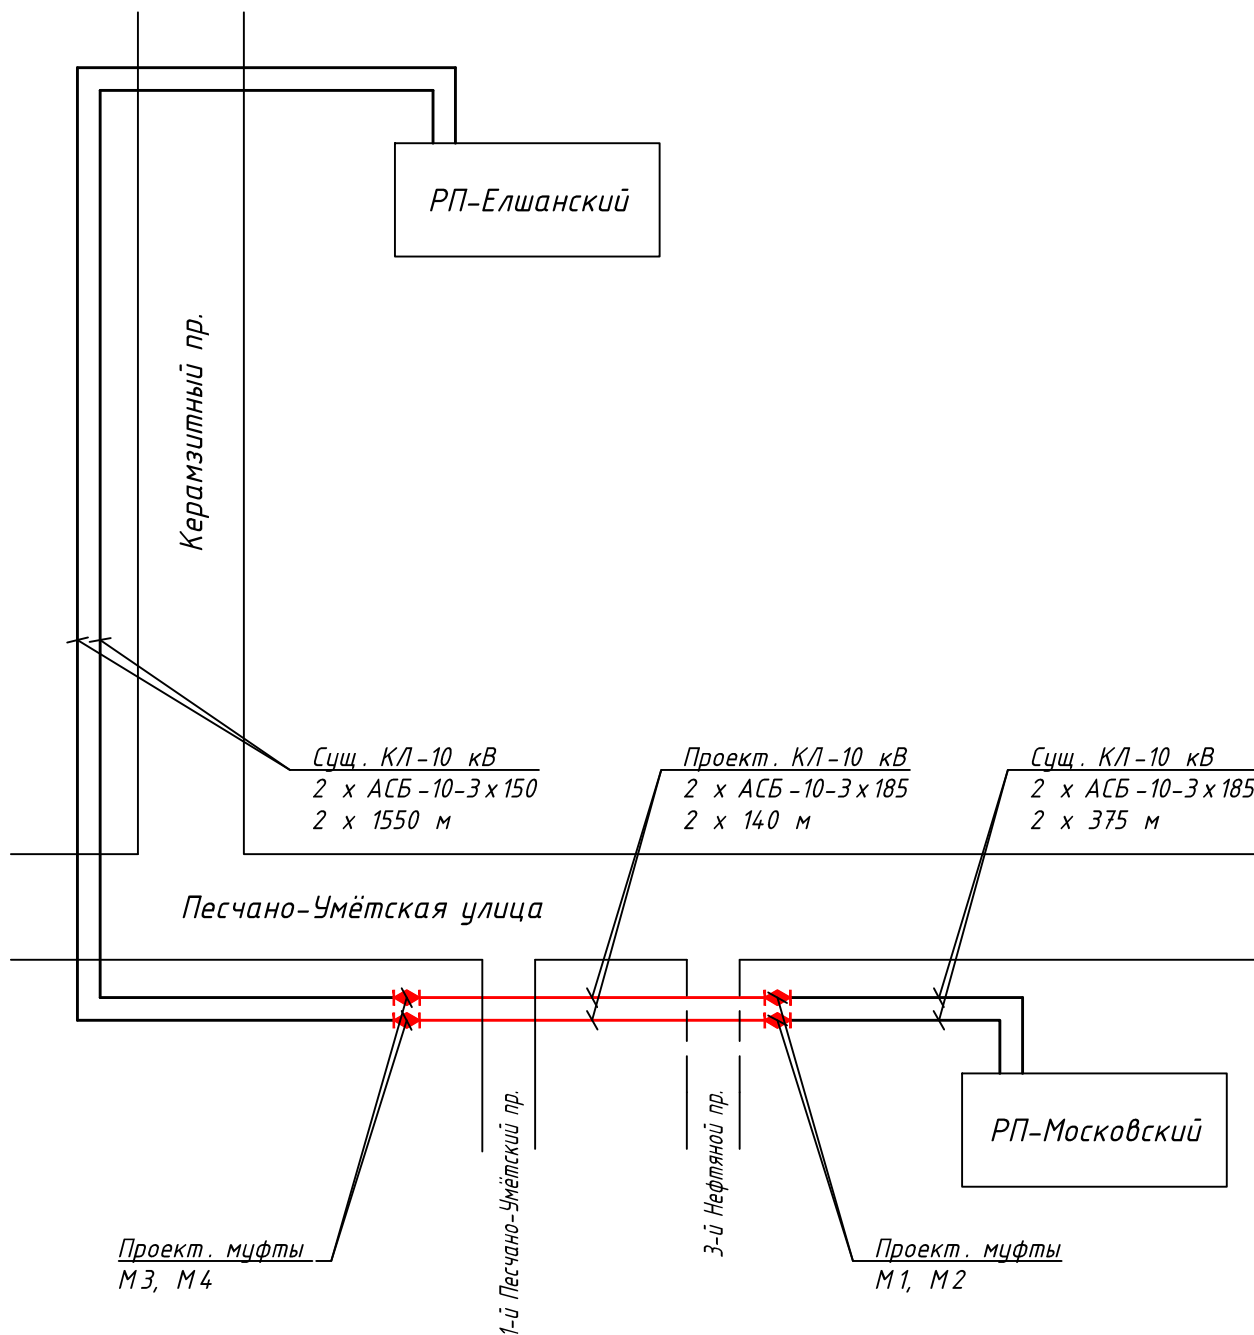 РП-Елшанский
Керамзитный пр.
Сущ. КЛ-10 кВ
2 х АСБ-10-3х150
2 х 1550 м
Проект. КЛ-10 кВ
2 х АСБ-10-3х185
2 х 140 м
Сущ. КЛ-10 кВ
2 х АСБ-10-3х185
2 х 375 м
Песчано-Умётская улица
1-й Песчано-Умётский пр.
3-й Нефтяной пр.
РП-Московский
Проект. муфты
М3, М4
Проект. муфты
М1, М2